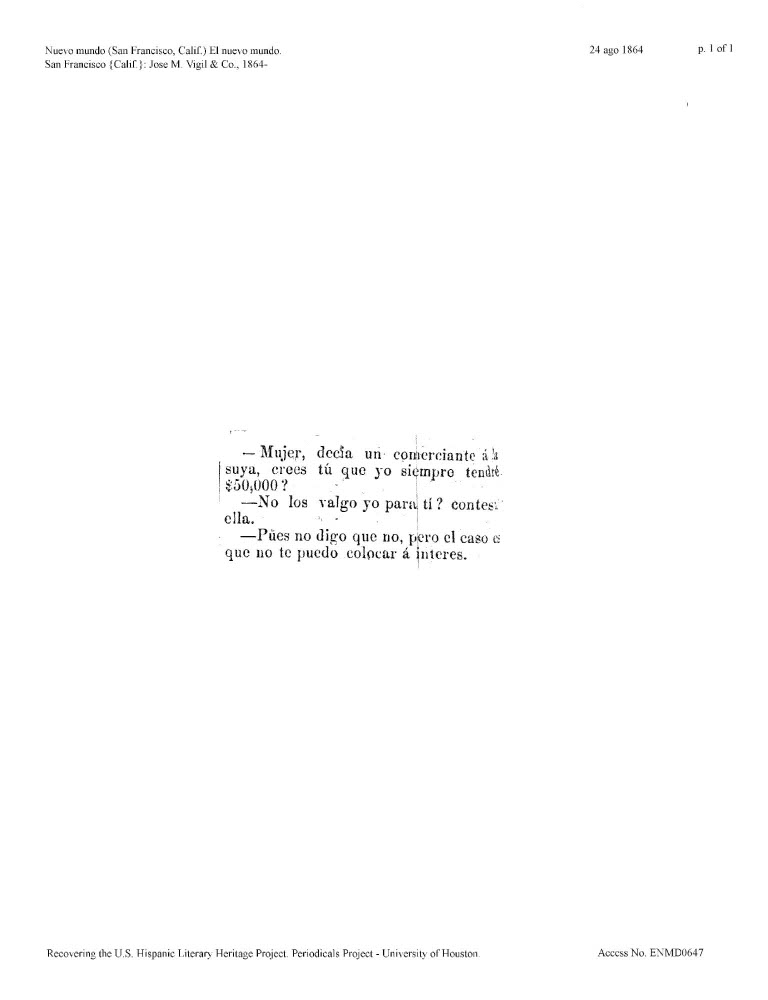 Nuevo mundo (San Francisco, Calif.) El nuevo mundo.
San Francisco {Calif.}: Jose M. Vigil & Co., 1864-
24 ago 1864
p. 1 of 1
— Mujer, decía un comerciante á la
suya, crees tú que yo siempre tendré
$50,000?
—No los valgo yo para tí? contes
ella.
—Pues no digo que no, pero el caso e
que no te puedo colocar á interes.
Recovering the U.S. Hispanic Literary Heritage Project. Periodicals Project - University of Houston.
Access No. ENMD0647